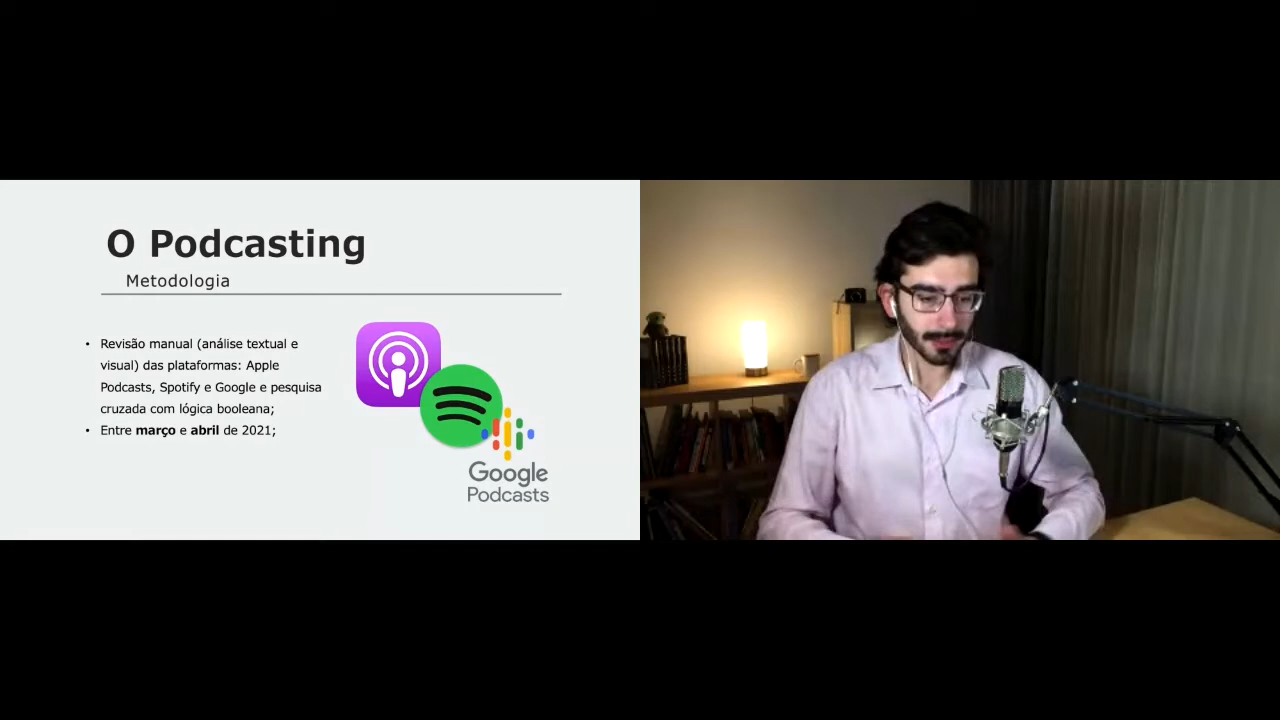 O Podcasting
Metodologia
• Revisão manual (análise textual e
visual) das plataformas: Apple
Podcasts, Spotify e Google e pesquisa
cruzada com lógica booleana;
• Entre março e abril de 2021;
Google
Podcasts